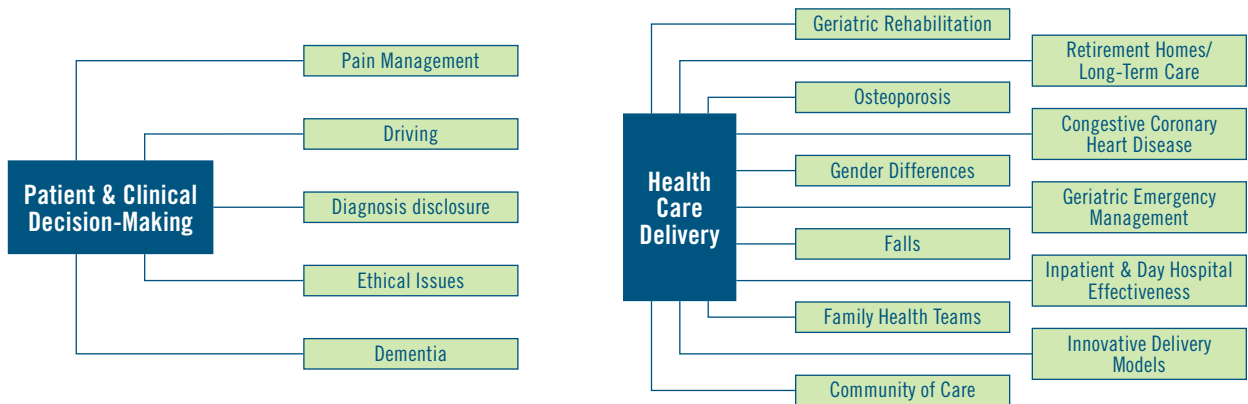 Patient & Clinical
Decision-Making
Pain Management
Driving
Diagnosis disclosure
Ethical Issues
Dementia
Health
Care
Delivery
Geriatric Rehabilitation
Retirement Homes/
Long-Term Care
Osteoporosis
Congestive Coronary
Heart Disease
Gender Differences
Geriatric Emergency
Management
Falls
Inpatient & Day Hospital
Effectiveness
Family Health Teams
Innovative Delivery
Models
Community of Care